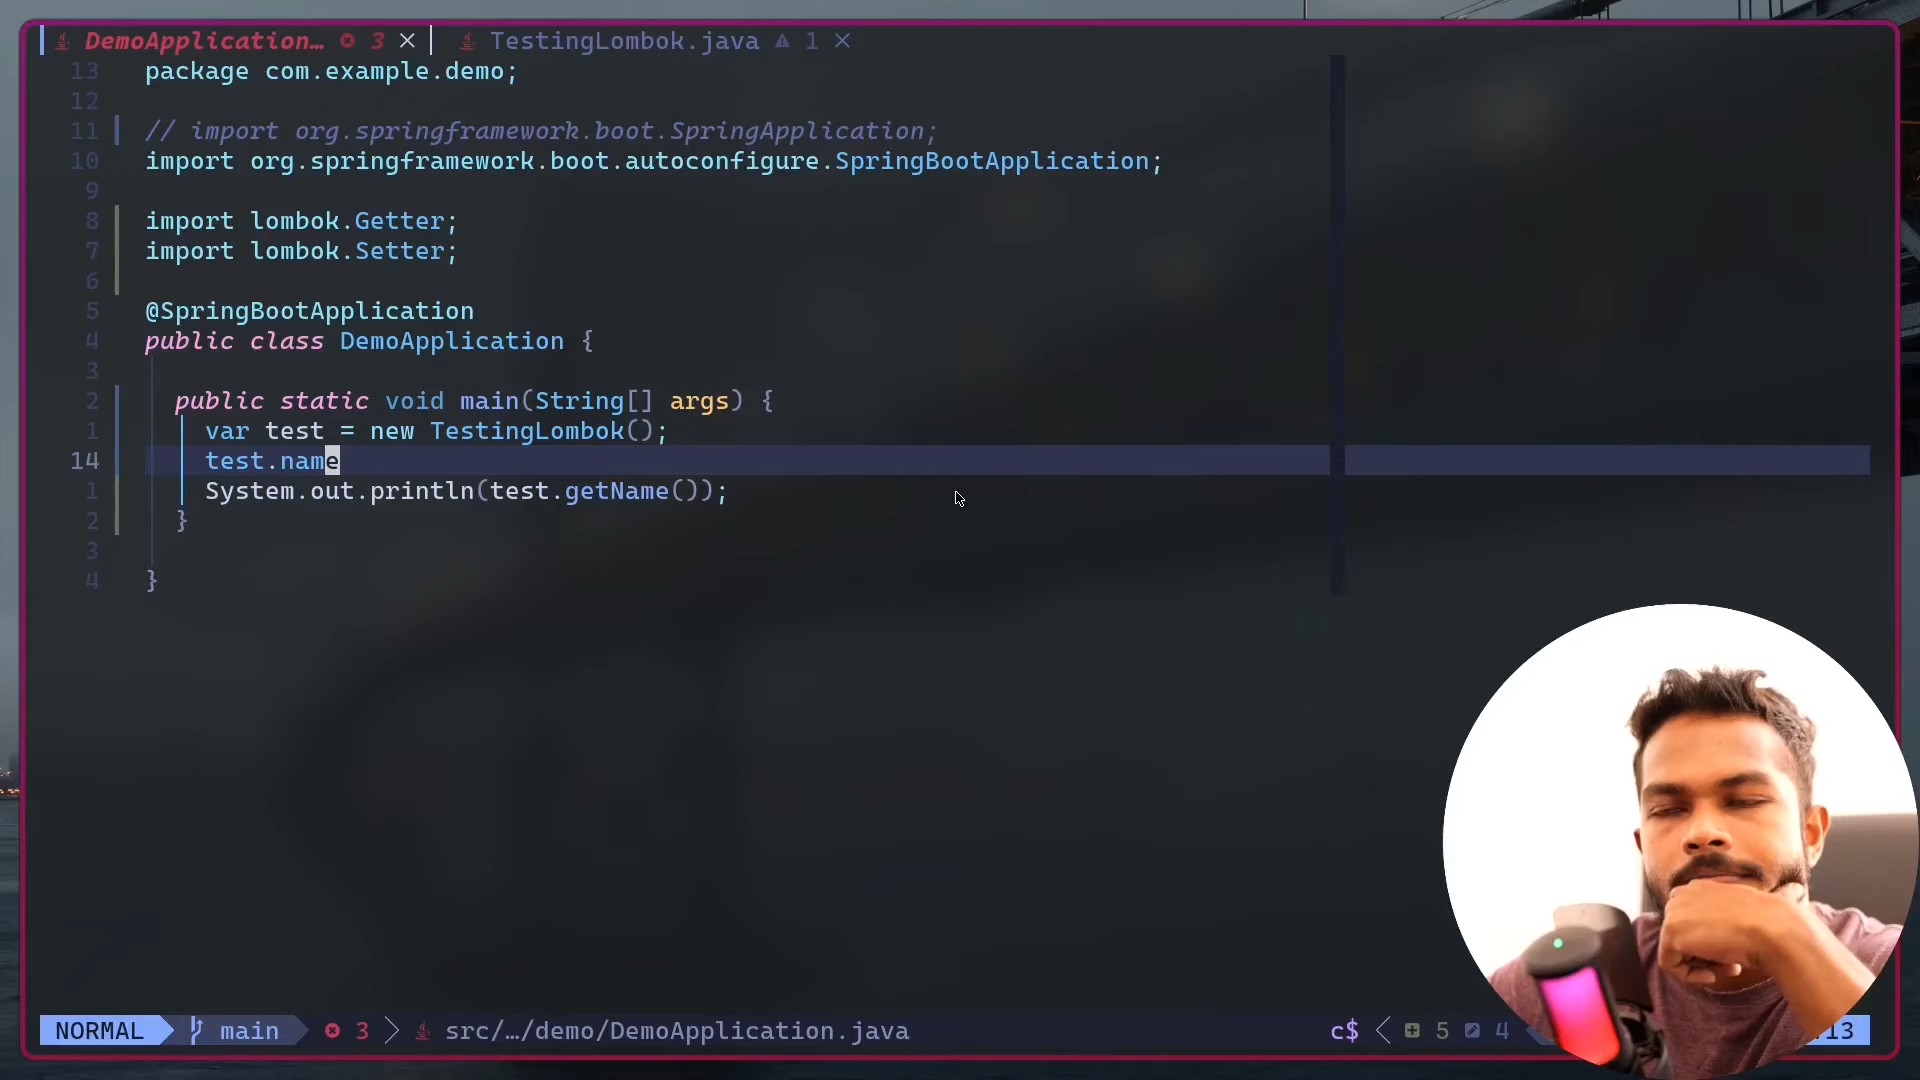 DemoApplication… 3 TestingLombok.java 1
13 package com.example.demo;
12
11 // import org.springframework.boot.SpringApplication;
10 import org.springframework.boot.autoconfigure.SpringBootApplication;
9
8 import lombok.Getter;
7 import lombok.Setter;
6
5 @SpringBootApplication
4 public class DemoApplication {
3
2 public static void main(String[] args) {
1 var test = new TestingLombok();
14 test.name
1 System.out.println(test.getName());
2 }
3
4 }
NORMAL main 3 src/…/demo/DemoApplication.java c$ 5 4 13